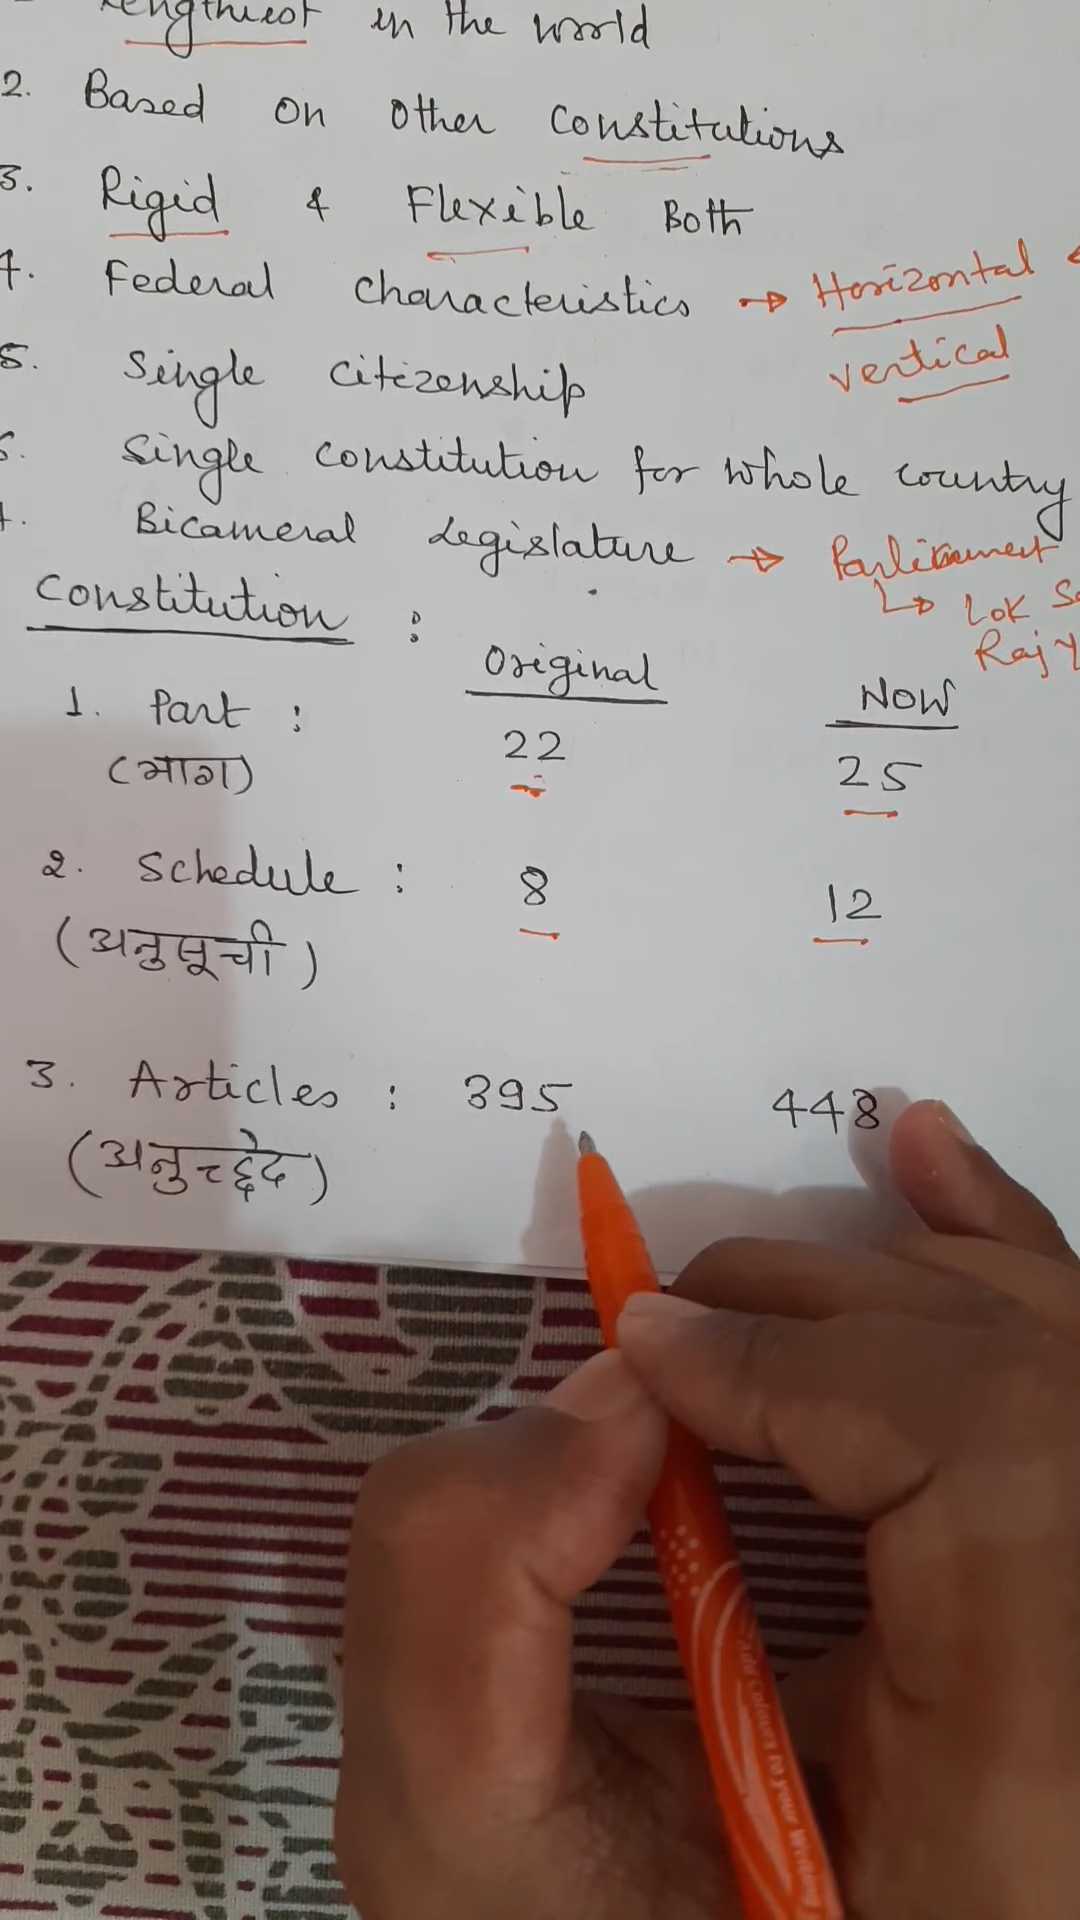 Lengthiest in the world
2. Based on other constitutions
3. Rigid & Flexible Both
4. Federal characteristics → Horizontal
vertical
5. Single citizenship
6. Single constitution for whole country
7. Bicameral Legislature → Parliament
↳ Lok
Constitution :
Original
NOW
1. Part : 22 25
(भाग)
2. Schedule : 8 12
(अनुसूची)
3. Articles : 395 448
(अनुच्छेद)